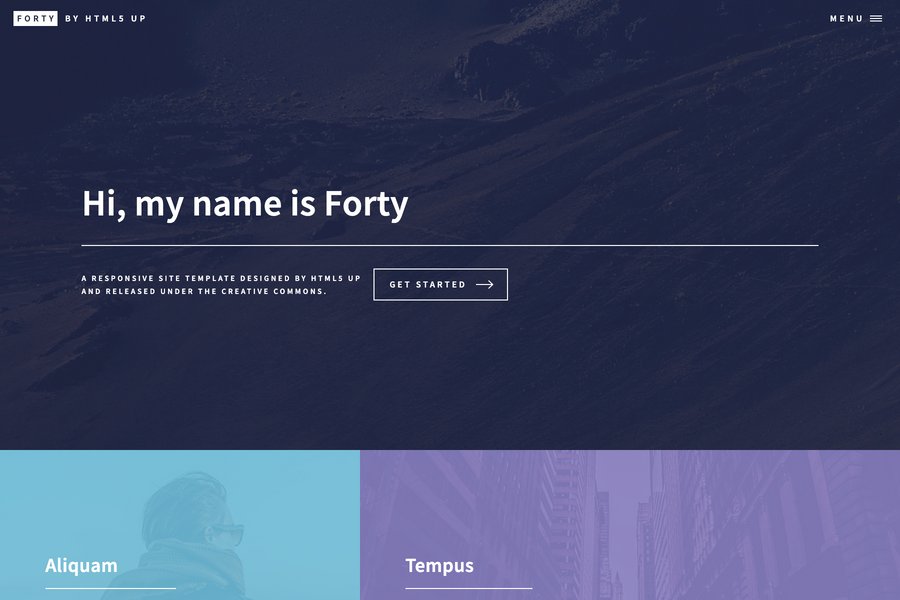 FORTY BY HTML5 UP
MENU
Hi, my name is Forty
A RESPONSIVE SITE TEMPLATE DESIGNED BY HTML5 UP
AND RELEASED UNDER THE CREATIVE COMMONS.
GET STARTED
Aliquam
Tempus